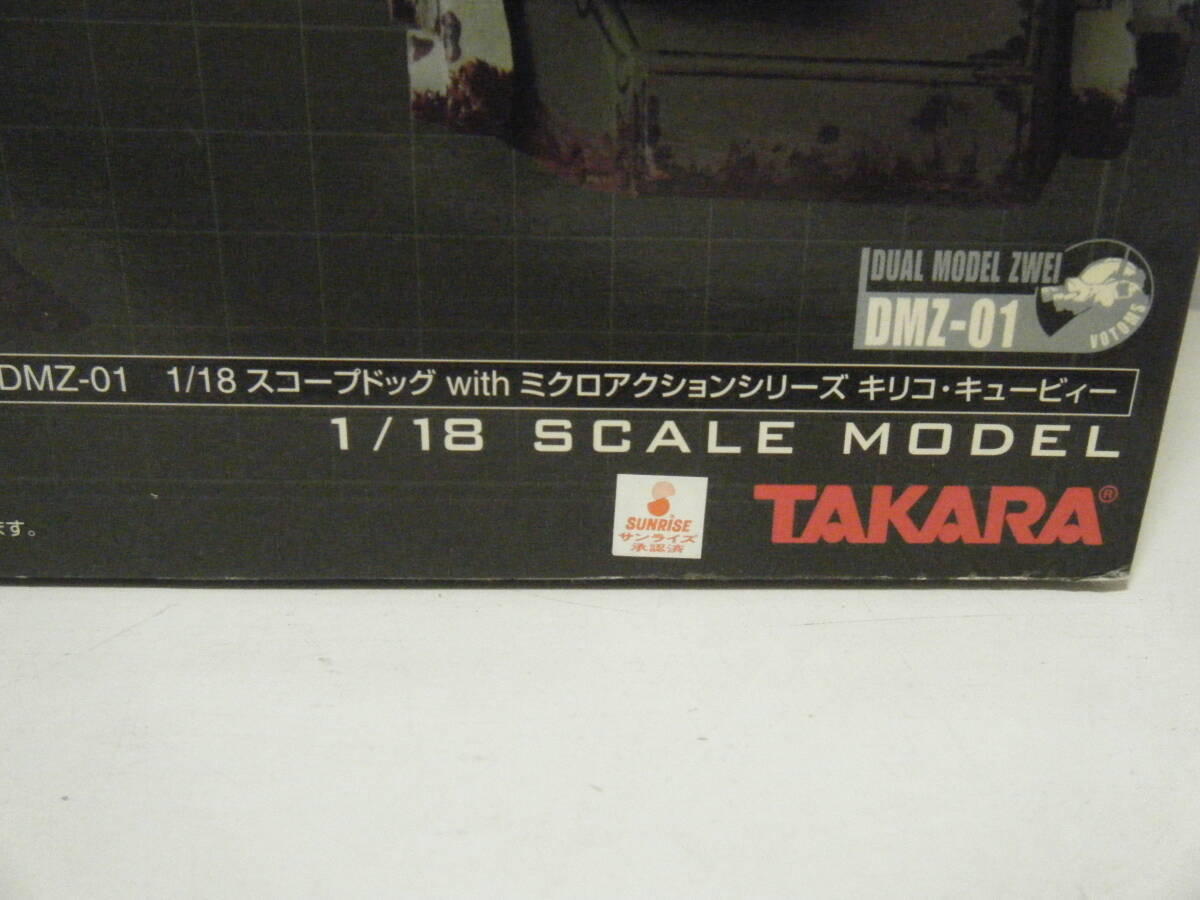 DUAL MODEL ZWEI
DMZ-01
VOTOMS
DMZ-01 1/18 スコープドッグ with ミクロアクションシリーズ キリコ・キュービィー
1/18 SCALE MODEL
SUNRISE®
サンライズ
承認済
TAKARA®
ます。